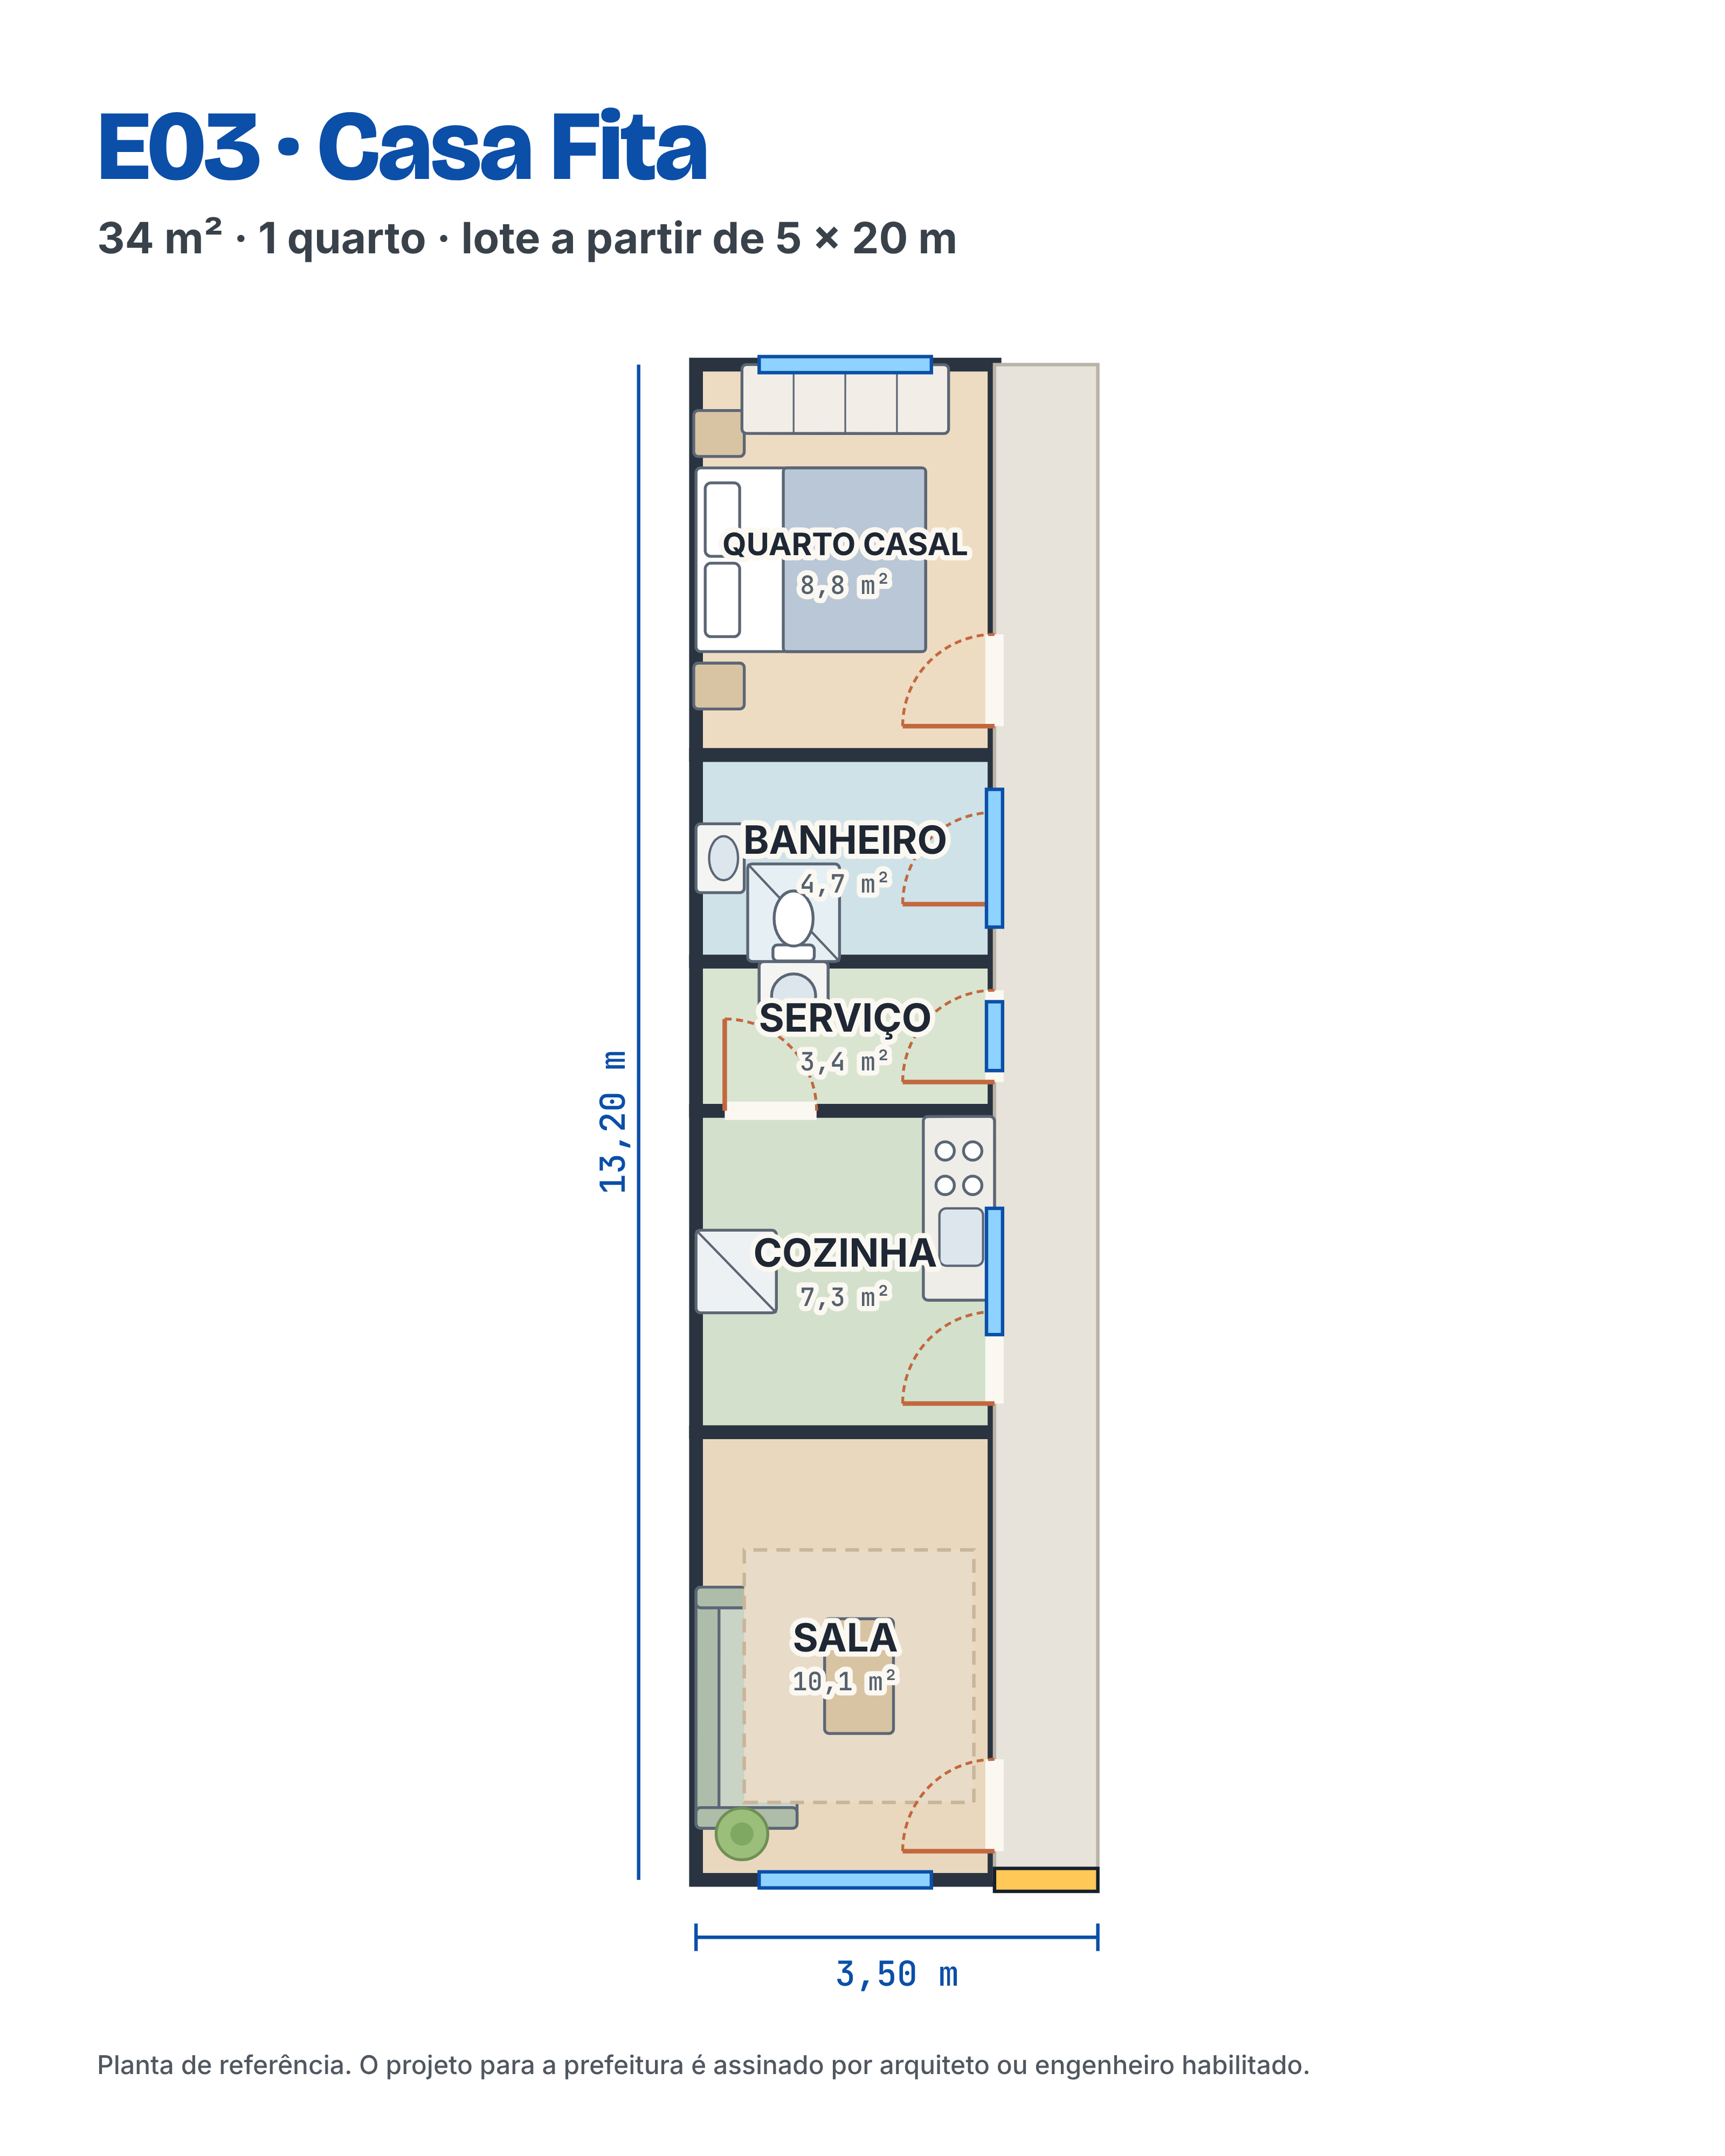 E03 · Casa Fita
34 m² · 1 quarto · lote a partir de 5 × 20 m
QUARTO CASAL
8,8 m²
BANHEIRO
4,7 m²
SERVIÇO
3,4 m²
13,20 m
COZINHA
7,3 m²
SALA
10,1 m²
3,50 m
Planta de referência. O projeto para a prefeitura é assinado por arquiteto ou engenheiro habilitado.